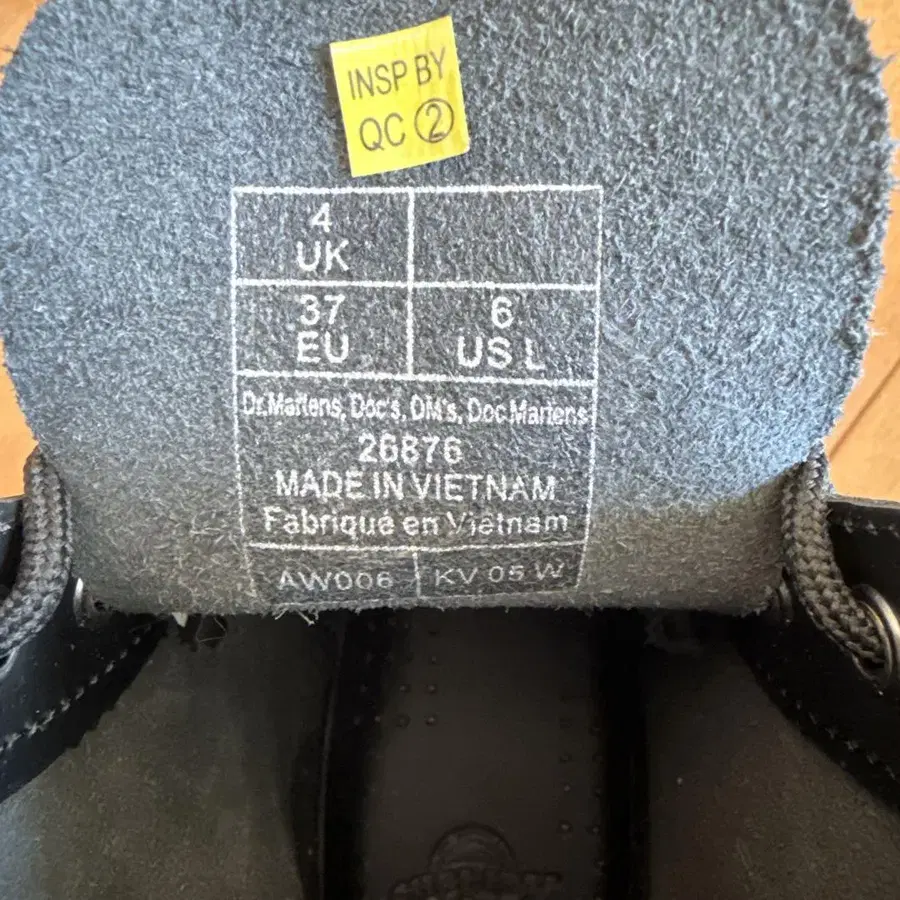 INSP BY
QC ②
4
UK
37
EU
6
US L
Dr.Martens, Doc's, DM's, Doc Martens
26876
MADE IN VIETNAM
Fabriqué en Viêtnam
AW006
KV 05 W